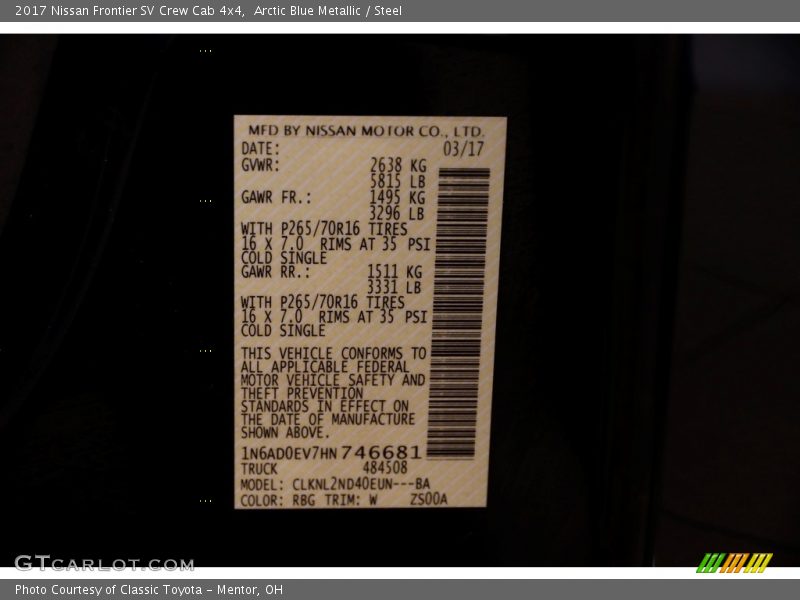 2017 Nissan Frontier SV Crew Cab 4x4,  Arctic Blue Metallic / Steel
MFD BY NISSAN MOTOR CO., LTD.
DATE: 03/17
GVWR: 2638 KG
5815 LB
GAWR FR.: 1495 KG
3296 LB
WITH P265/70R16 TIRES
16 X 7.0 RIMS AT 35 PSI
COLD SINGLE
GAWR RR.: 1511 KG
3331 LB
WITH P265/70R16 TIRES
16 X 7.0 RIMS AT 35 PSI
COLD SINGLE
THIS VEHICLE CONFORMS TO
ALL APPLICABLE FEDERAL
MOTOR VEHICLE SAFETY AND
THEFT PREVENTION
STANDARDS IN EFFECT ON
THE DATE OF MANUFACTURE
SHOWN ABOVE.
1N6AD0EV7HN746681
TRUCK 484508
MODEL: CLKNL2ND40EUN---BA
COLOR: RBG TRIM: W ZS00A
GTCARLOT.COM
Photo Courtesy of Classic Toyota - Mentor, OH